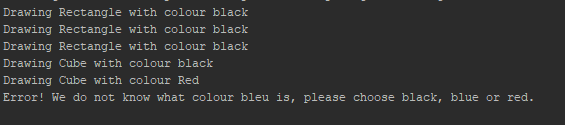 Drawing Rectangle with colour black
Drawing Rectangle with colour black
Drawing Rectangle with colour black
Drawing Cube with colour black
Drawing Cube with colour Red
Error! We do not know what colour bleu is, please choose black, blue or red.